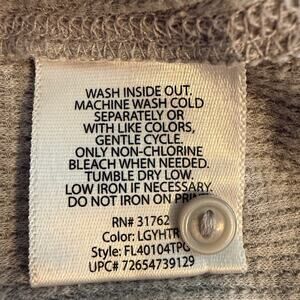 WASH INSIDE OUT.
MACHINE WASH COLD
SEPARATELY OR
WITH LIKE COLORS,
GENTLE CYCLE.
ONLY NON-CHLORINE
BLEACH WHEN NEEDED.
TUMBLE DRY LOW.
LOW IRON IF NECESSARY.
DO NOT IRON ON PRINT
RN# 31762
Color: LGYHTR
Style: FL40104TPG
UPC# 72654739129